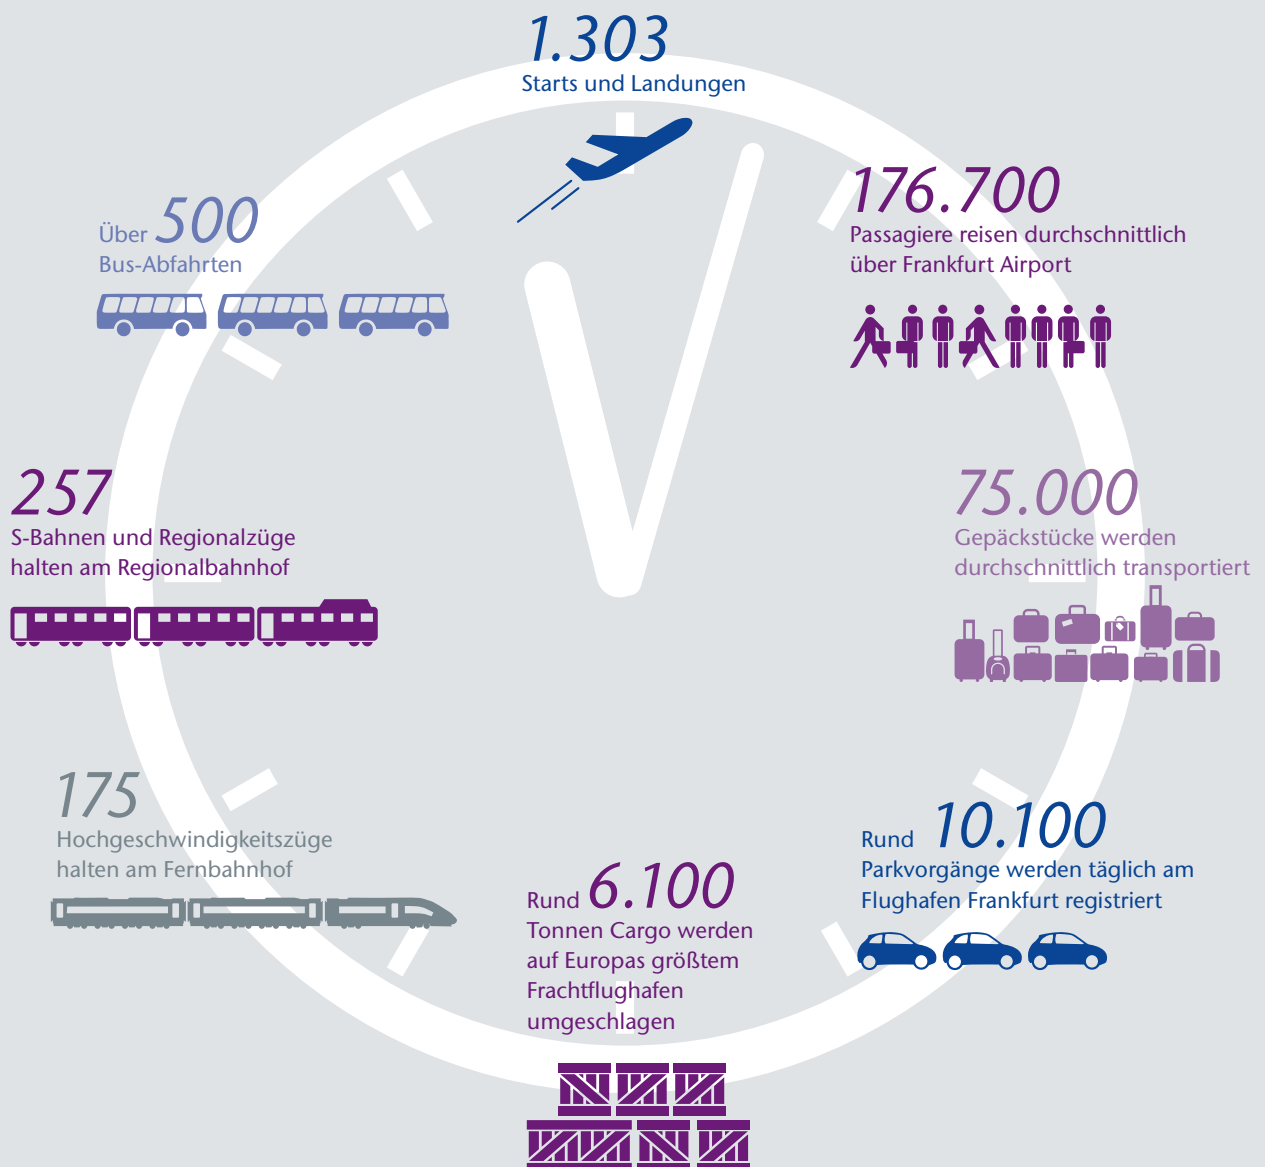 1.303
Starts und Landungen
176.700
Passagiere reisen durchschnittlich
über Frankfurt Airport
75.000
Gepäckstücke werden
durchschnittlich transportiert
Rund 10.100
Parkvorgänge werden täglich am
Flughafen Frankfurt registriert
Rund 6.100
Tonnen Cargo werden
auf Europas größtem
Frachtflughafen
umgeschlagen
175
Hochgeschwindigkeitszüge
halten am Fernbahnhof
257
S-Bahnen und Regionalzüge
halten am Regionalbahnhof
Über 500
Bus-Abfahrten